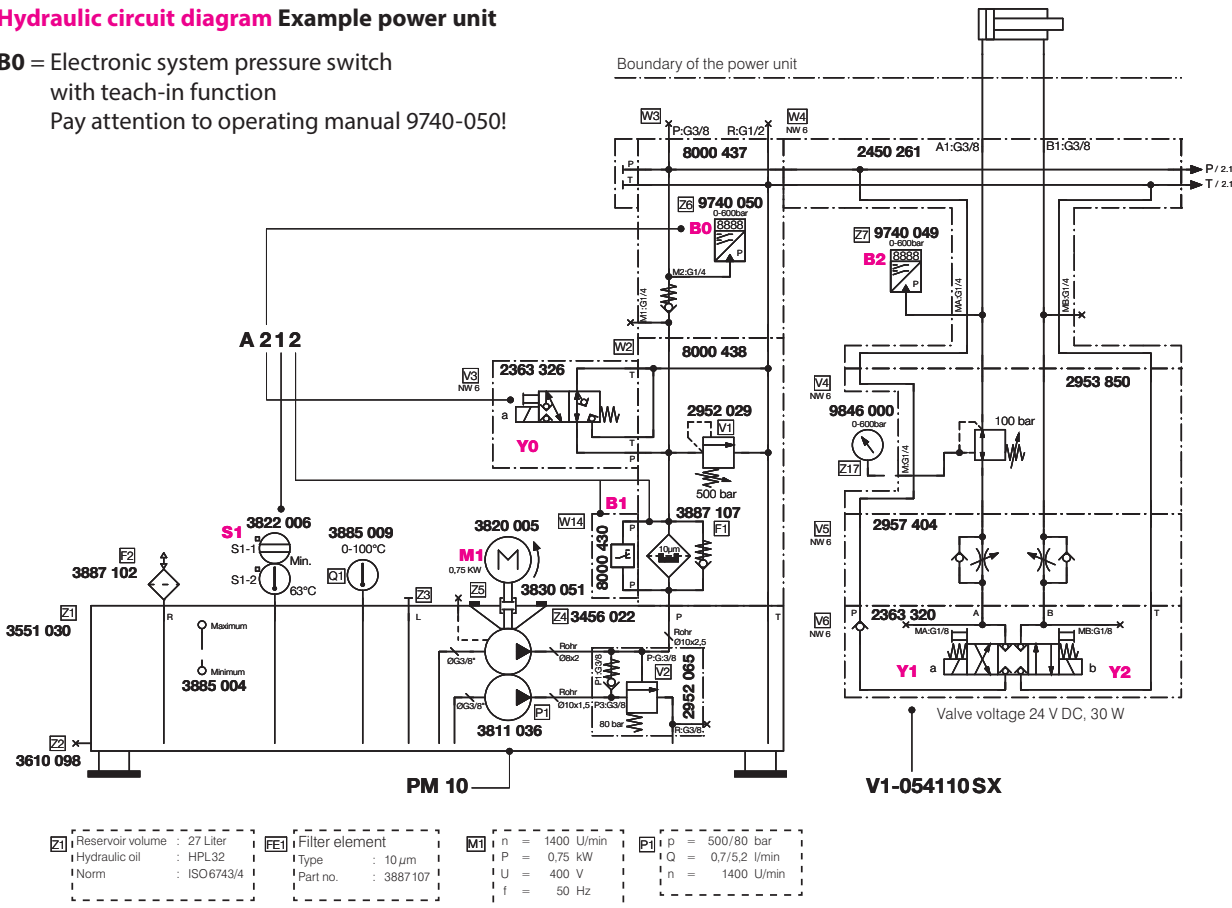 Hydraulic circuit diagram Example power unit
B0 = Electronic system pressure switch
with teach-in function
Pay attention to operating manual 9740-050!
Boundary of the power unit
W3
P:G3/8
R:G1/2
W4
NW 6
8000 437
2450 261
A1:G3/8
B1:G3/8
P
T
P / 2.1
T / 2.1
Z6 9740 050
0-600bar
B0
8888
P
M2:G1/4
M1:G1/4
Z7 9740 049
0-600bar
B2
8888
P
MA:G1/4
MB:G1/4
A 2 1 2
W2
8000 438
V3
NW 6
2363 326
T
a
Y0
T
P
2952 029
V1
500 bar
V4
NW 6
2953 850
9846 000
0-600bar
Z17
M:G1/4
100 bar
B1
W14
8000 430
P
P
3887 107
F1
10µm
V5
NW 6
2957 404
S1
3822 006
S1-1
Min.
S1-2
63°C
3885 009
0-100°C
Q1
3820 005
M1
M
0,75 KW
Z5
3830 051
F2
3887 102
Z1
3551 030
R
Maximum
Minimum
3885 004
Z3
L
Z4 3456 022
P
T
Rohr
Ø10x2,5
ØG3/8"
Rohr
Ø8x2
P1:G3/8
P:G:3/8
V2
2952 065
ØG3/8"
P1
Rohr
Ø10x1,5
P3:G3/8
80 bar
R:G3/8
3811 036
V6
NW 6
P
2363 320
A
B
T
MA:G1/8
MB:G1/8
Y1
a
b
Y2
Valve voltage 24 V DC, 30 W
Z2
3610 098
PM 10
V1-054110 SX
Z1
Reservoir volume : 27 Liter
Hydraulic oil : HPL32
Norm : ISO6743/4
FE1
Filter element
Type : 10 µm
Part no. : 3887107
M1
n = 1400 U/min
P = 0,75 kW
U = 400 V
f = 50 Hz
P1
p = 500/80 bar
Q = 0,7/5,2 l/min
n = 1400 U/min